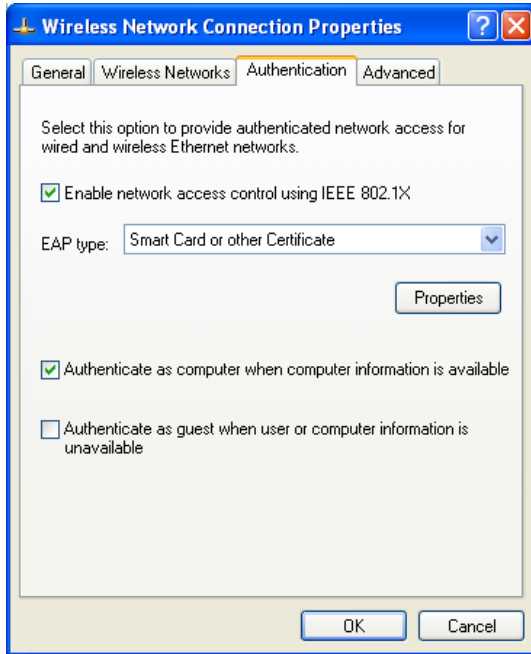 Wireless Network Connection Properties
General Wireless Networks Authentication Advanced
Select this option to provide authenticated network access for
wired and wireless Ethernet networks.
Enable network access control using IEEE 802.1X
EAP type: Smart Card or other Certificate
Properties
Authenticate as computer when computer information is available
Authenticate as guest when user or computer information is
unavailable
OK Cancel